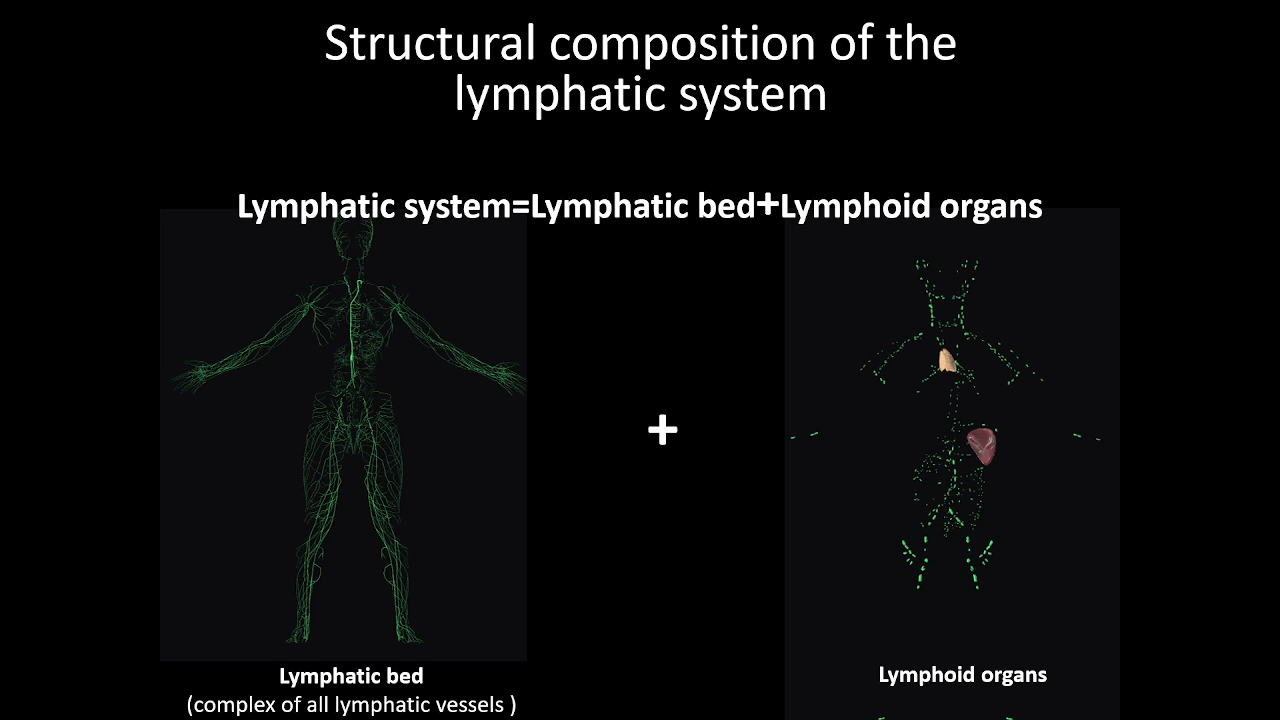 Structural composition of the
lymphatic system
Lymphatic system=Lymphatic bed+Lymphoid organs
+
Lymphatic bed
(complex of all lymphatic vessels )
Lymphoid organs